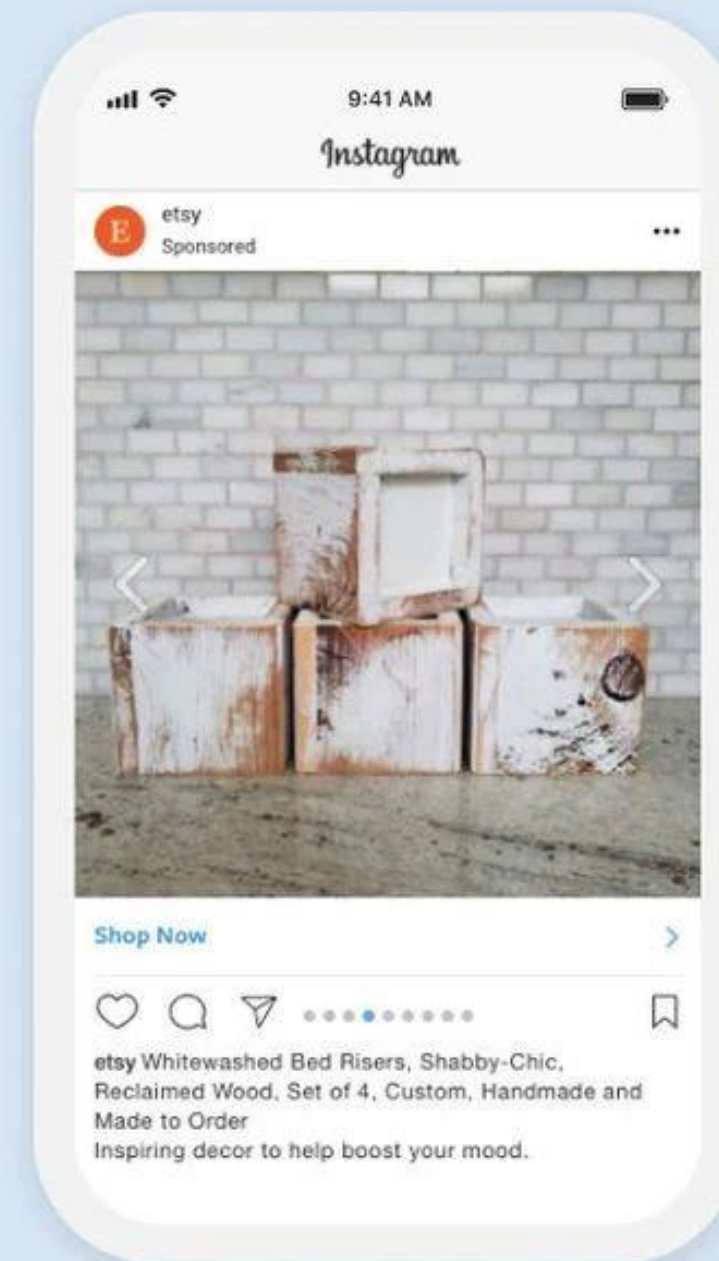 9:41 AM
Instagram
E
etsy
Sponsored
Shop Now
etsy Whitewashed Bed Risers, Shabby-Chic,
Reclaimed Wood, Set of 4, Custom, Handmade and
Made to Order
Inspiring decor to help boost your mood.